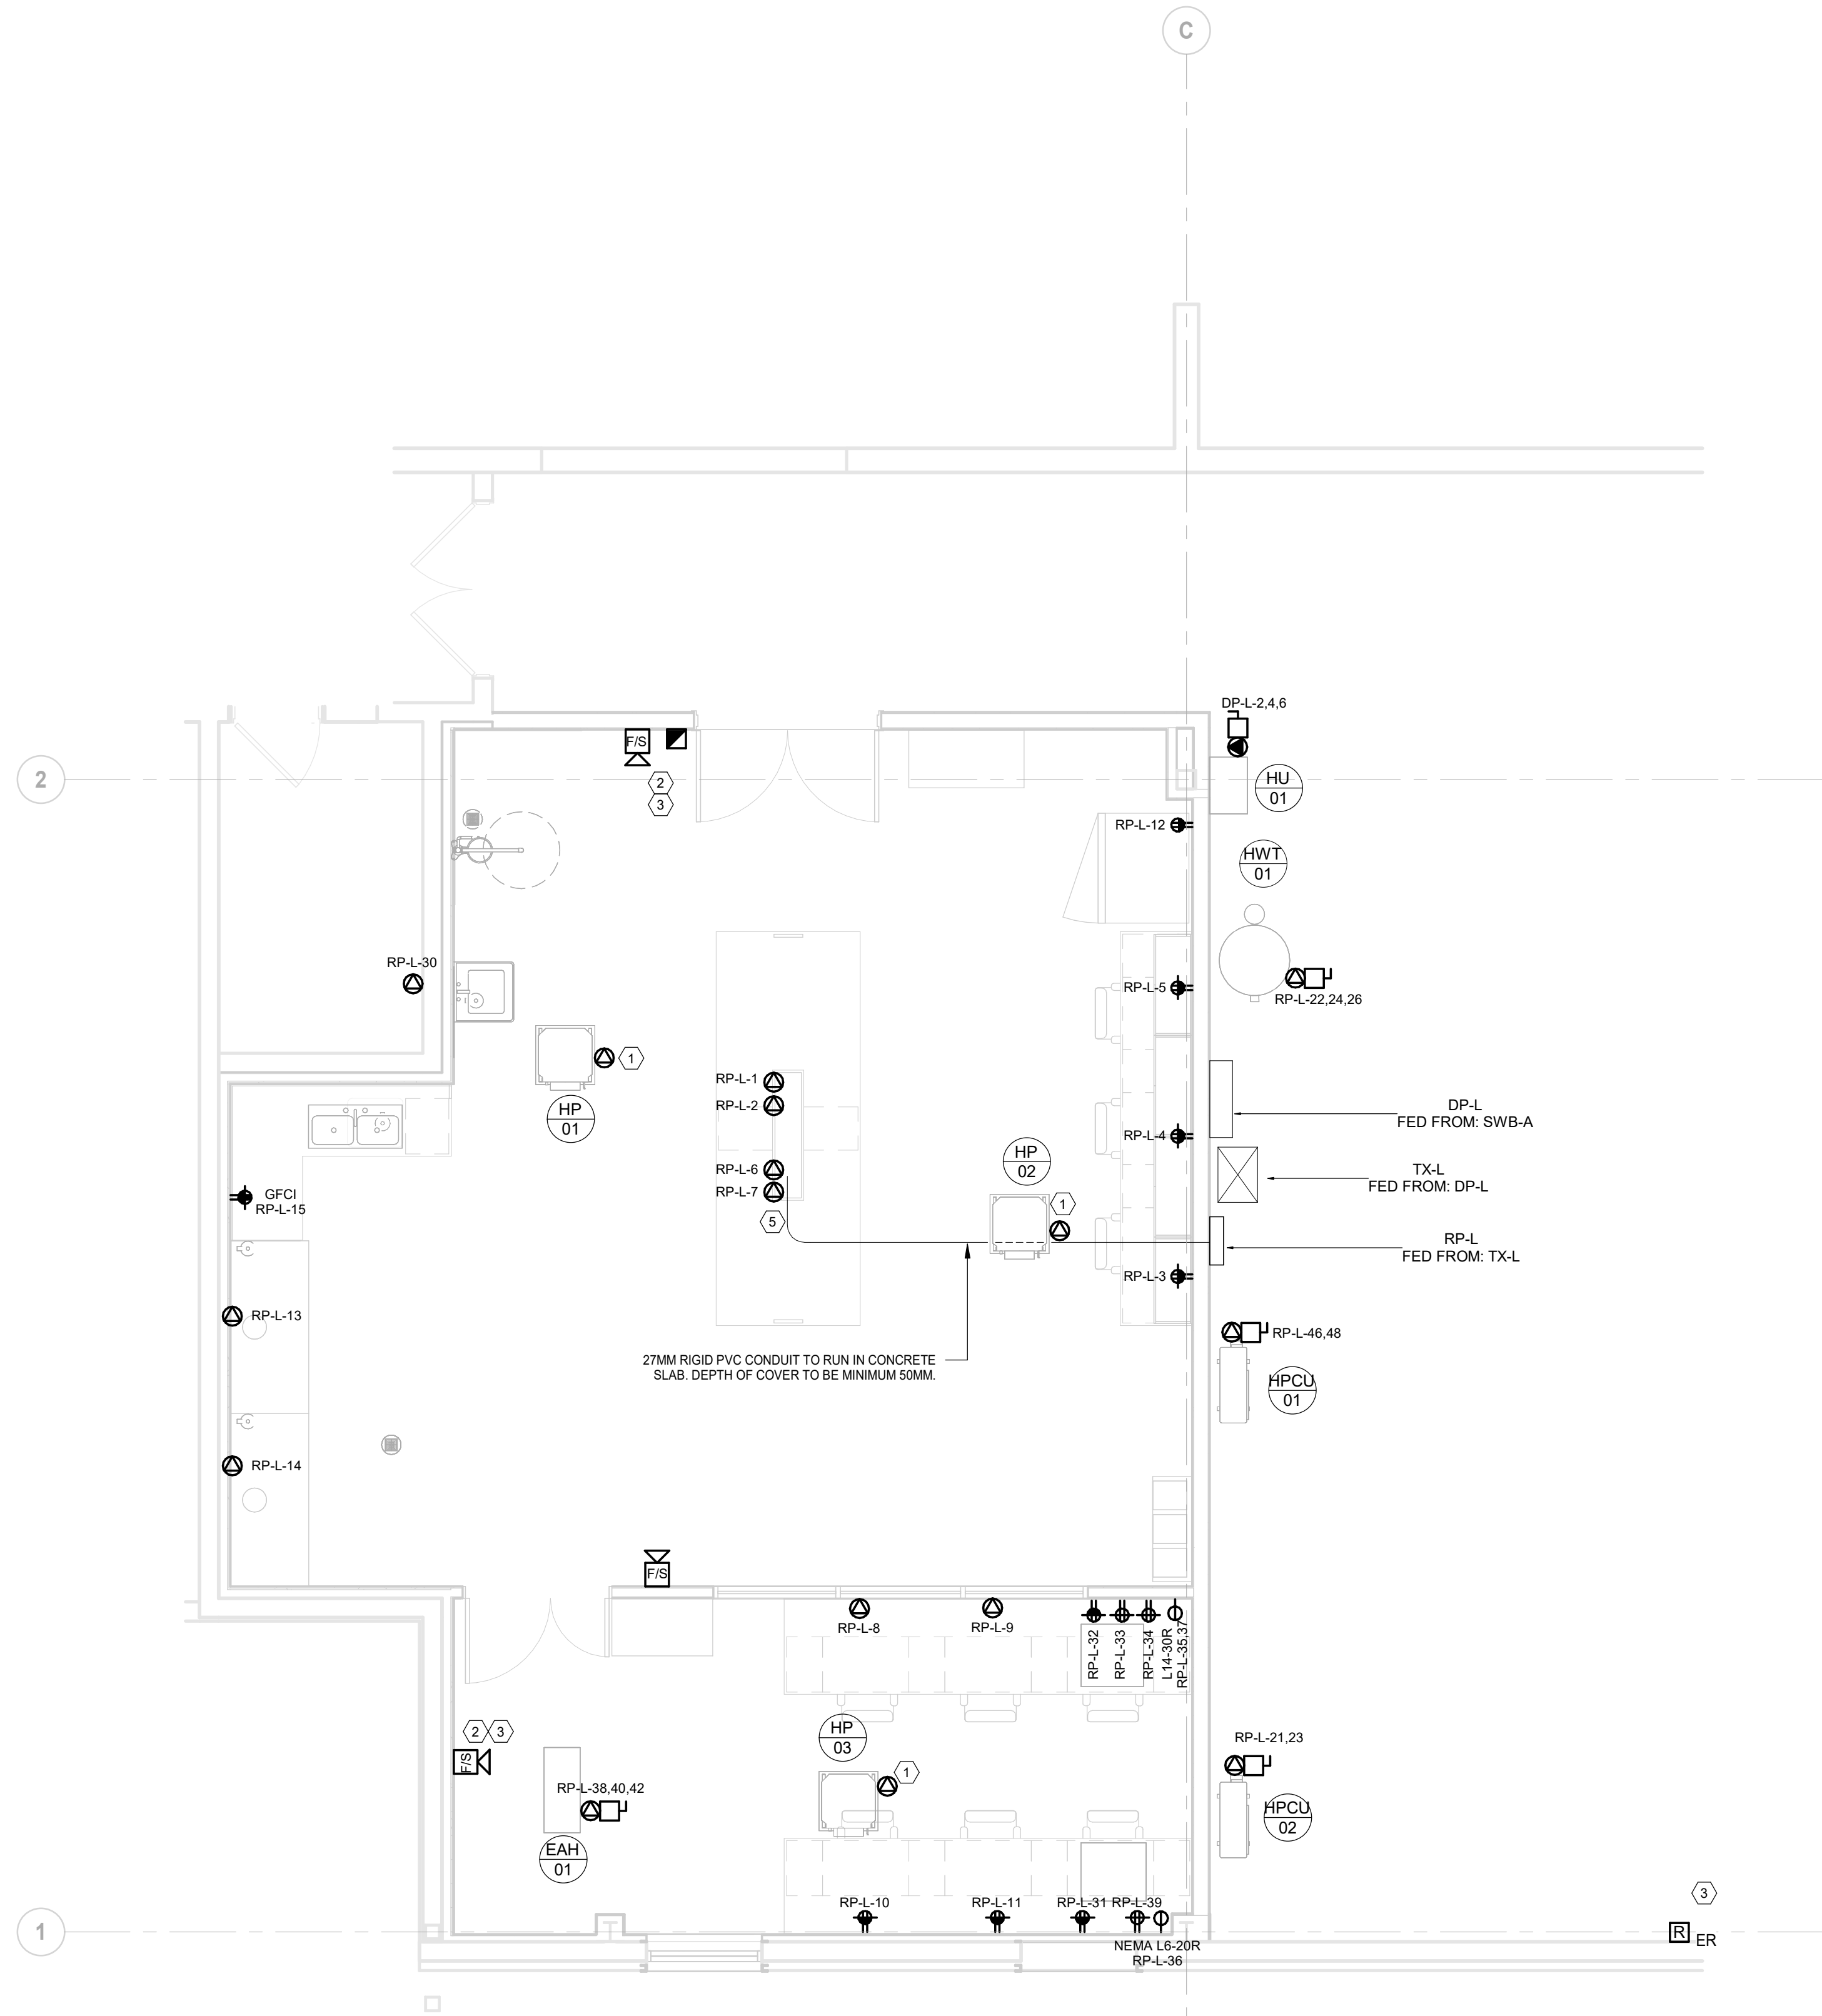 C
DP-L-2,4,6
F/S
2
3
2
HU
01
RP-L-12
HWT
01
RP-L-30
RP-L-5
RP-L-22,24,26
1
RP-L-1
RP-L-2
HP
01
DP-L
FED FROM: SWB-A
RP-L-4
HP
02
RP-L-6
RP-L-7
TX-L
FED FROM: DP-L
GFCI
RP-L-15
5
1
RP-L
FED FROM: TX-L
RP-L-3
RP-L-13
RP-L-46,48
27MM RIGID PVC CONDUIT TO RUN IN CONCRETE
SLAB. DEPTH OF COVER TO BE MINIMUM 50MM.
HPCU
01
RP-L-14
F/S
RP-L-8
RP-L-9
RP-L-32
RP-L-33
RP-L-34
L14-30R
RP-L-35,37
2
3
HP
03
RP-L-21,23
F/S
1
RP-L-38,40,42
HPCU
02
EAH
01
3
RP-L-10
RP-L-11
RP-L-31
RP-L-39
1
R
ER
NEMA L6-20R
RP-L-36